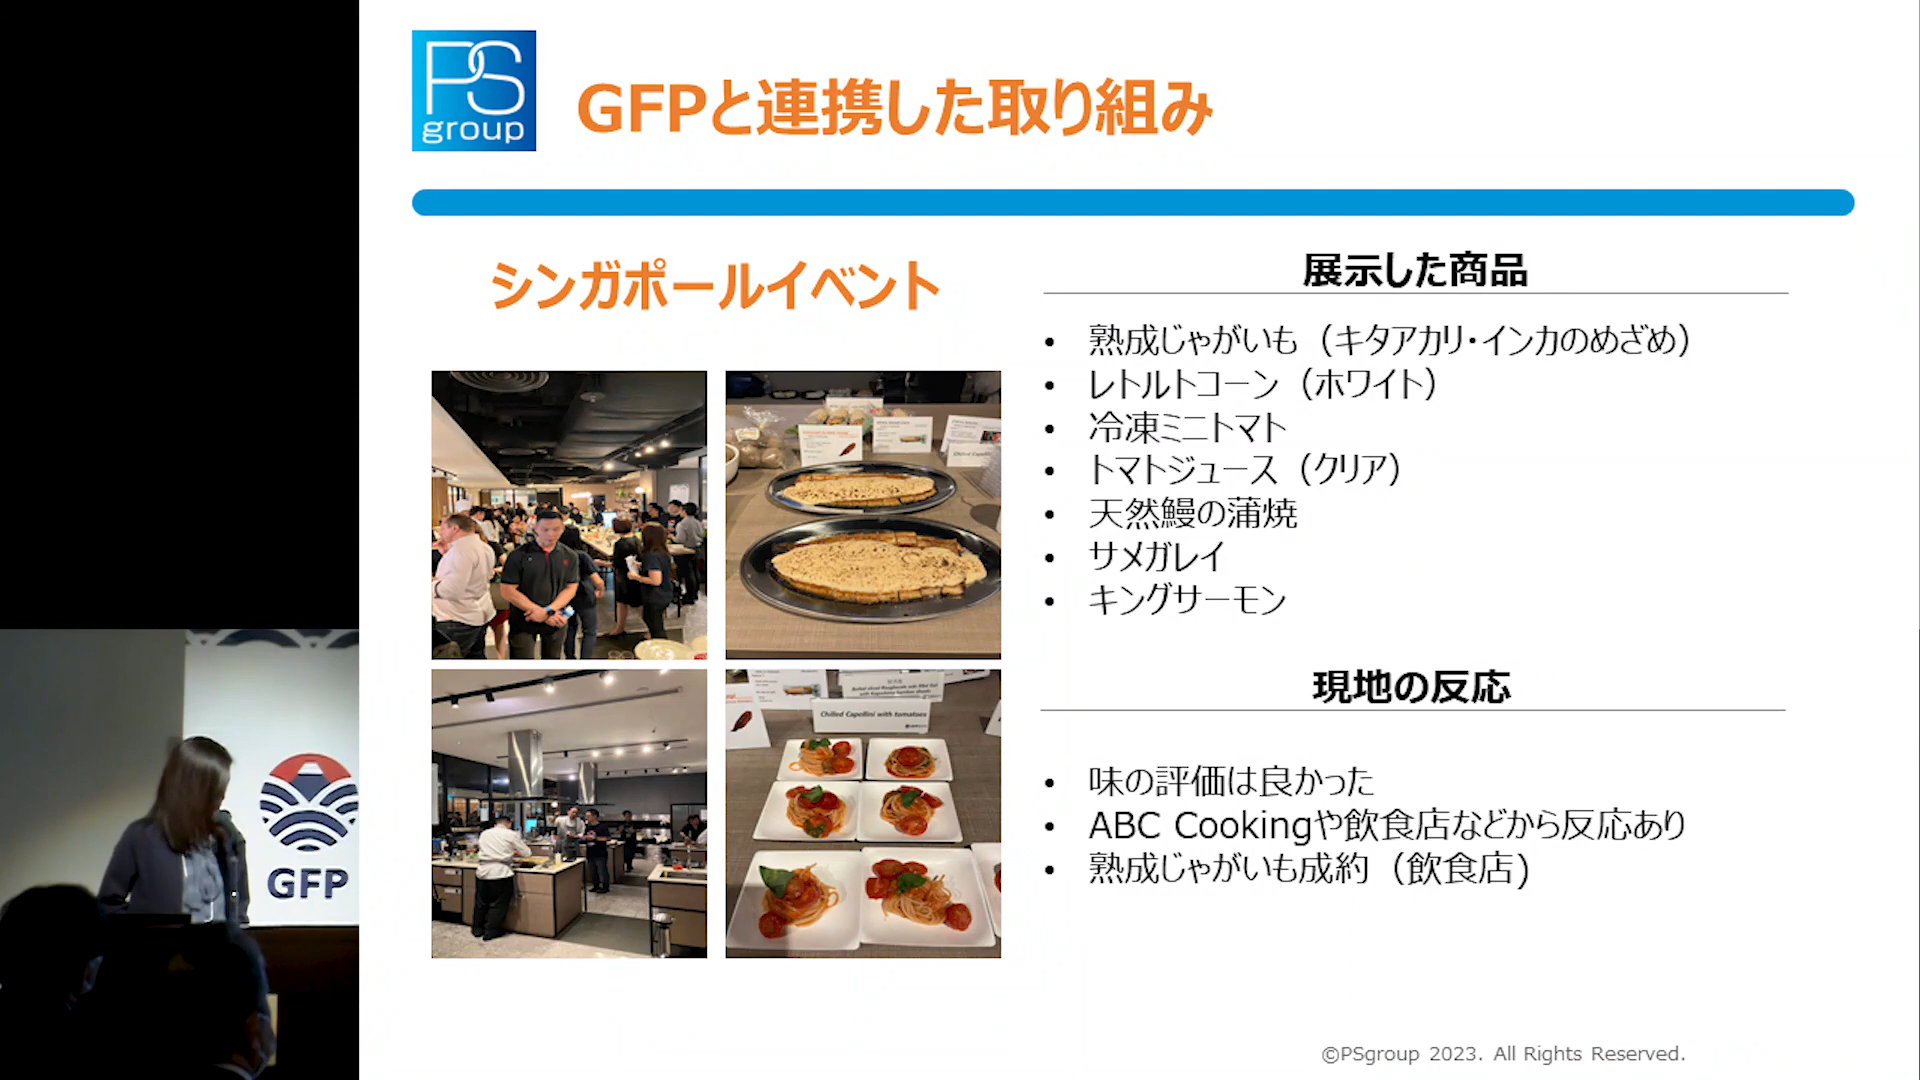 PS
group
GFPと連携した取り組み
シンガポールイベント
展示した商品
• 熟成じゃがいも（キタアカリ・インカのめざめ）
• レトルトコーン（ホワイト）
• 冷凍ミニトマト
• トマトジュース（クリア）
• 天然鰻の蒲焼
• サメガレイ
• キングサーモン
Chilled Capellini with tomatoes
現地の反応
• 味の評価は良かった
• ABC Cookingや飲食店などから反応あり
• 熟成じゃがいも成約（飲食店）
GFP
©PSgroup 2023. All Rights Reserved.